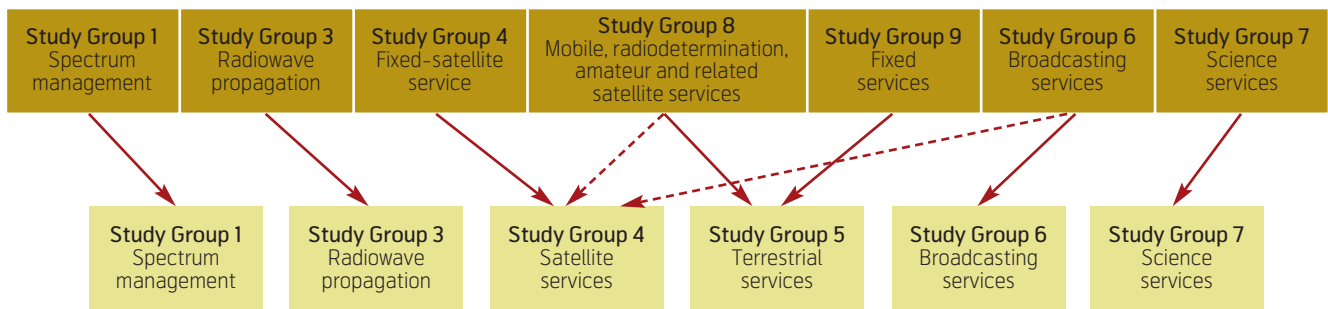 Study Group 1
Spectrum
management
Study Group 3
Radiowave
propagation
Study Group 4
Fixed-satellite
service
Study Group 8
Mobile, radiodetermination,
amateur and related
satellite services
Study Group 9
Fixed
services
Study Group 6
Broadcasting
services
Study Group 7
Science
services
Study Group 1
Spectrum
management
Study Group 3
Radiowave
propagation
Study Group 4
Satellite
services
Study Group 5
Terrestrial
services
Study Group 6
Broadcasting
services
Study Group 7
Science
services